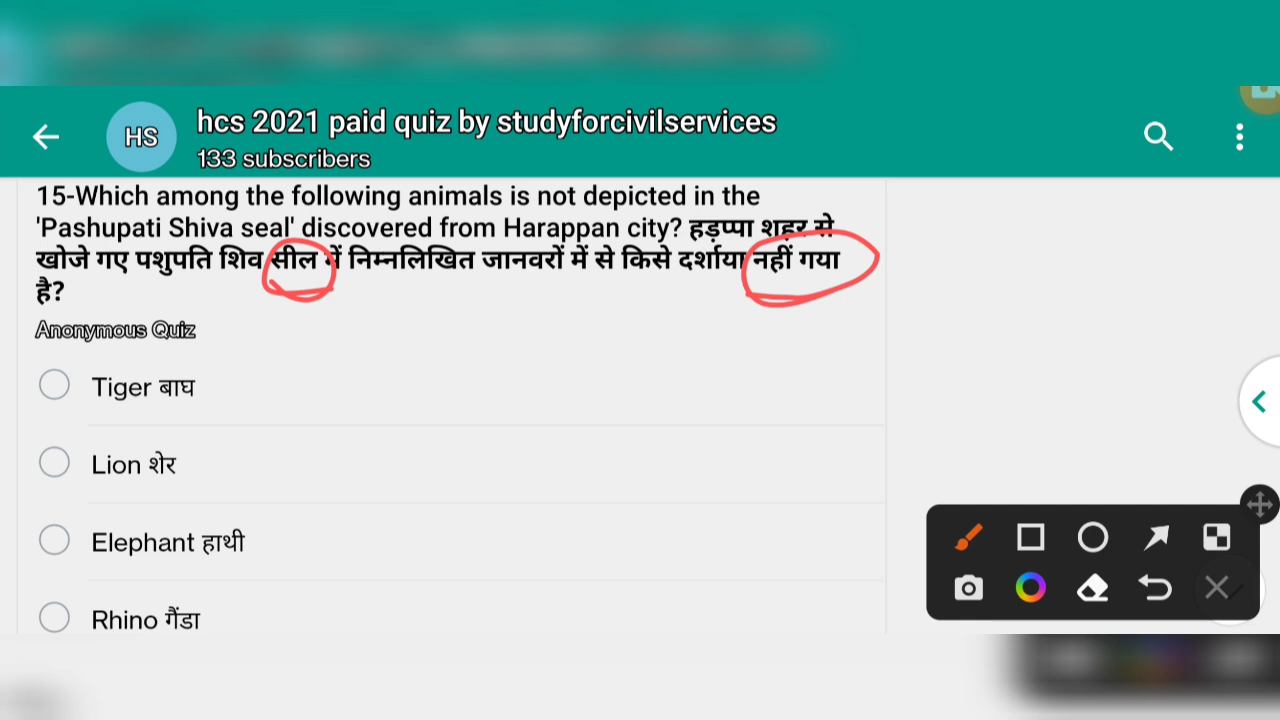 HS
hcs 2021 paid quiz by studyforcivilservices
133 subscribers
15-Which among the following animals is not depicted in the
'Pashupati Shiva seal' discovered from Harappan city? हड़प्पा शहर से
खोजे गए पशुपति शिव सील में निम्नलिखित जानवरों में से किसे दर्शाया नहीं गया
है?
Anonymous Quiz
Tiger बाघ
Lion शेर
Elephant हाथी
Rhino गैंडा